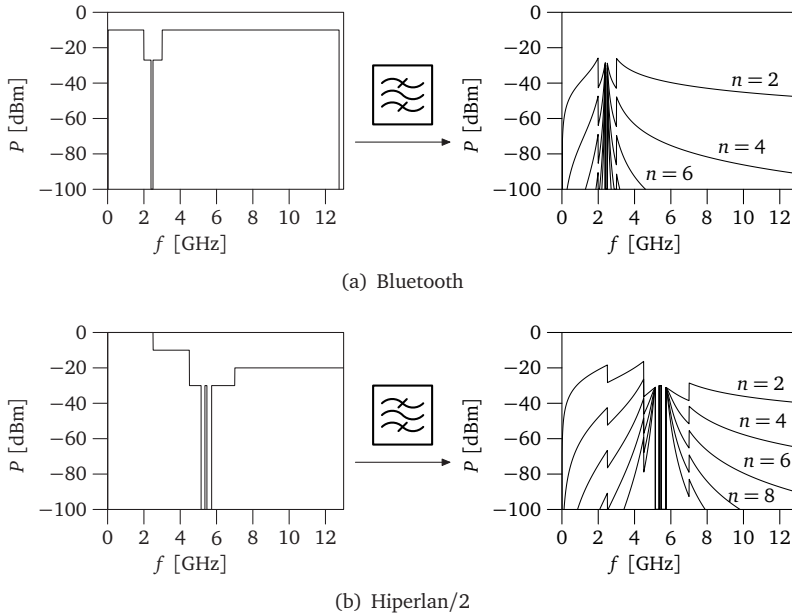 0
−20
−40
−60
−80
−100
P [dBm]
0 2 4 6 8 10 12
f [GHz]
0
−20
−40
−60
−80
−100
P [dBm]
n = 2
n = 4
n = 6
0 2 4 6 8 10 12
f [GHz]
(a) Bluetooth
0
−20
−40
−60
−80
−100
P [dBm]
0 2 4 6 8 10 12
f [GHz]
0
−20
−40
−60
−80
−100
P [dBm]
n = 2
n = 4
n = 6
n = 8
0 2 4 6 8 10 12
f [GHz]
(b) Hiperlan/2